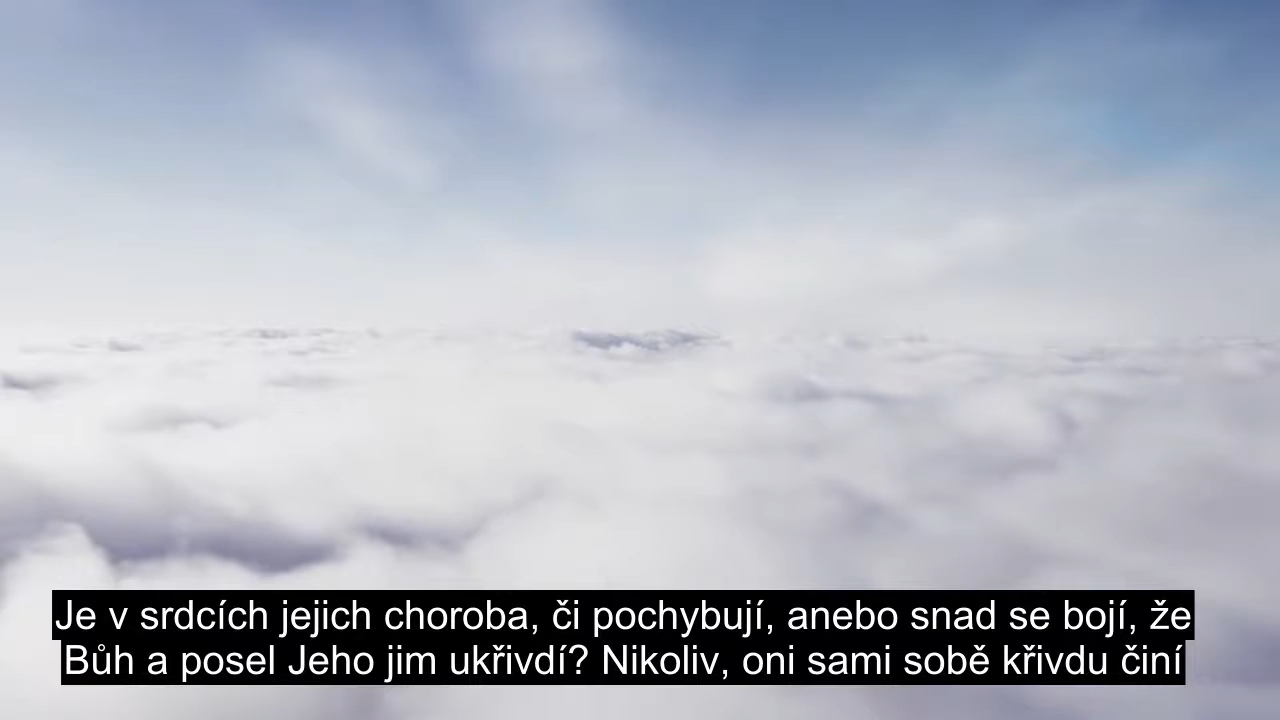 Je v srdcích jejich choroba, či pochybují, anebo snad se bojí, že
Bůh a posel Jeho jim ukřivdí? Nikoliv, oni sami sobě křivdu činí